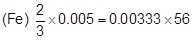 (Fe) 2/3 × 0.005 = 0.00333 × 56